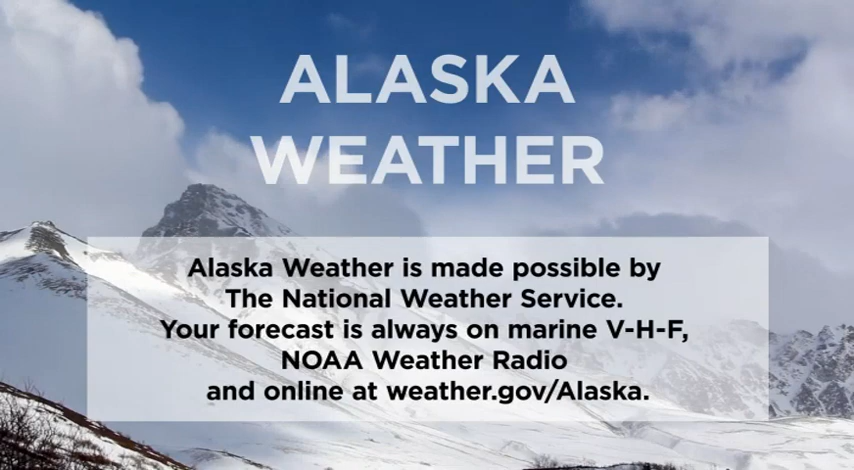 ALASKA
WEATHER
Alaska Weather is made possible by
The National Weather Service.
Your forecast is always on marine V-H-F,
NOAA Weather Radio
and online at weather.gov/Alaska.